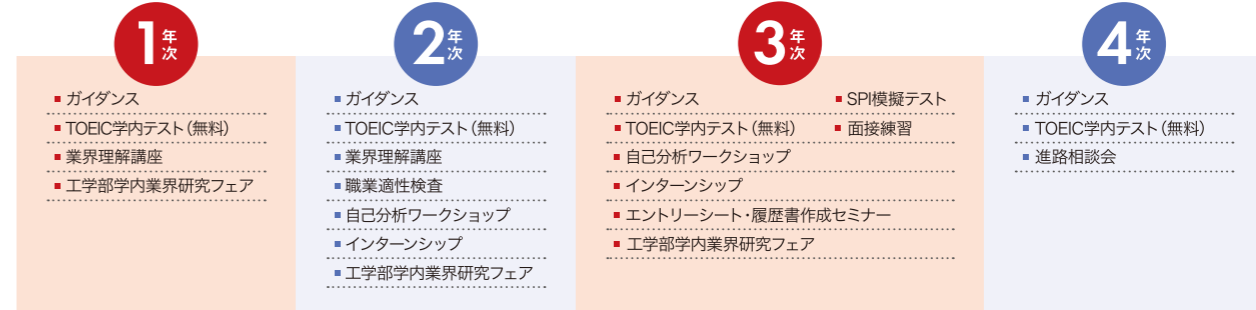 1年次
ガイダンス
TOEIC学内テスト（無料）
業界理解講座
工学部学内業界研究フェア
2年次
ガイダンス
TOEIC学内テスト（無料）
業界理解講座
職業適性検査
自己分析ワークショップ
インターンシップ
工学部学内業界研究フェア
3年次
ガイダンス
TOEIC学内テスト（無料）
自己分析ワークショップ
インターンシップ
エントリーシート・履歴書作成セミナー
工学部学内業界研究フェア
SPI模擬テスト
面接練習
4年次
ガイダンス
TOEIC学内テスト（無料）
進路相談会